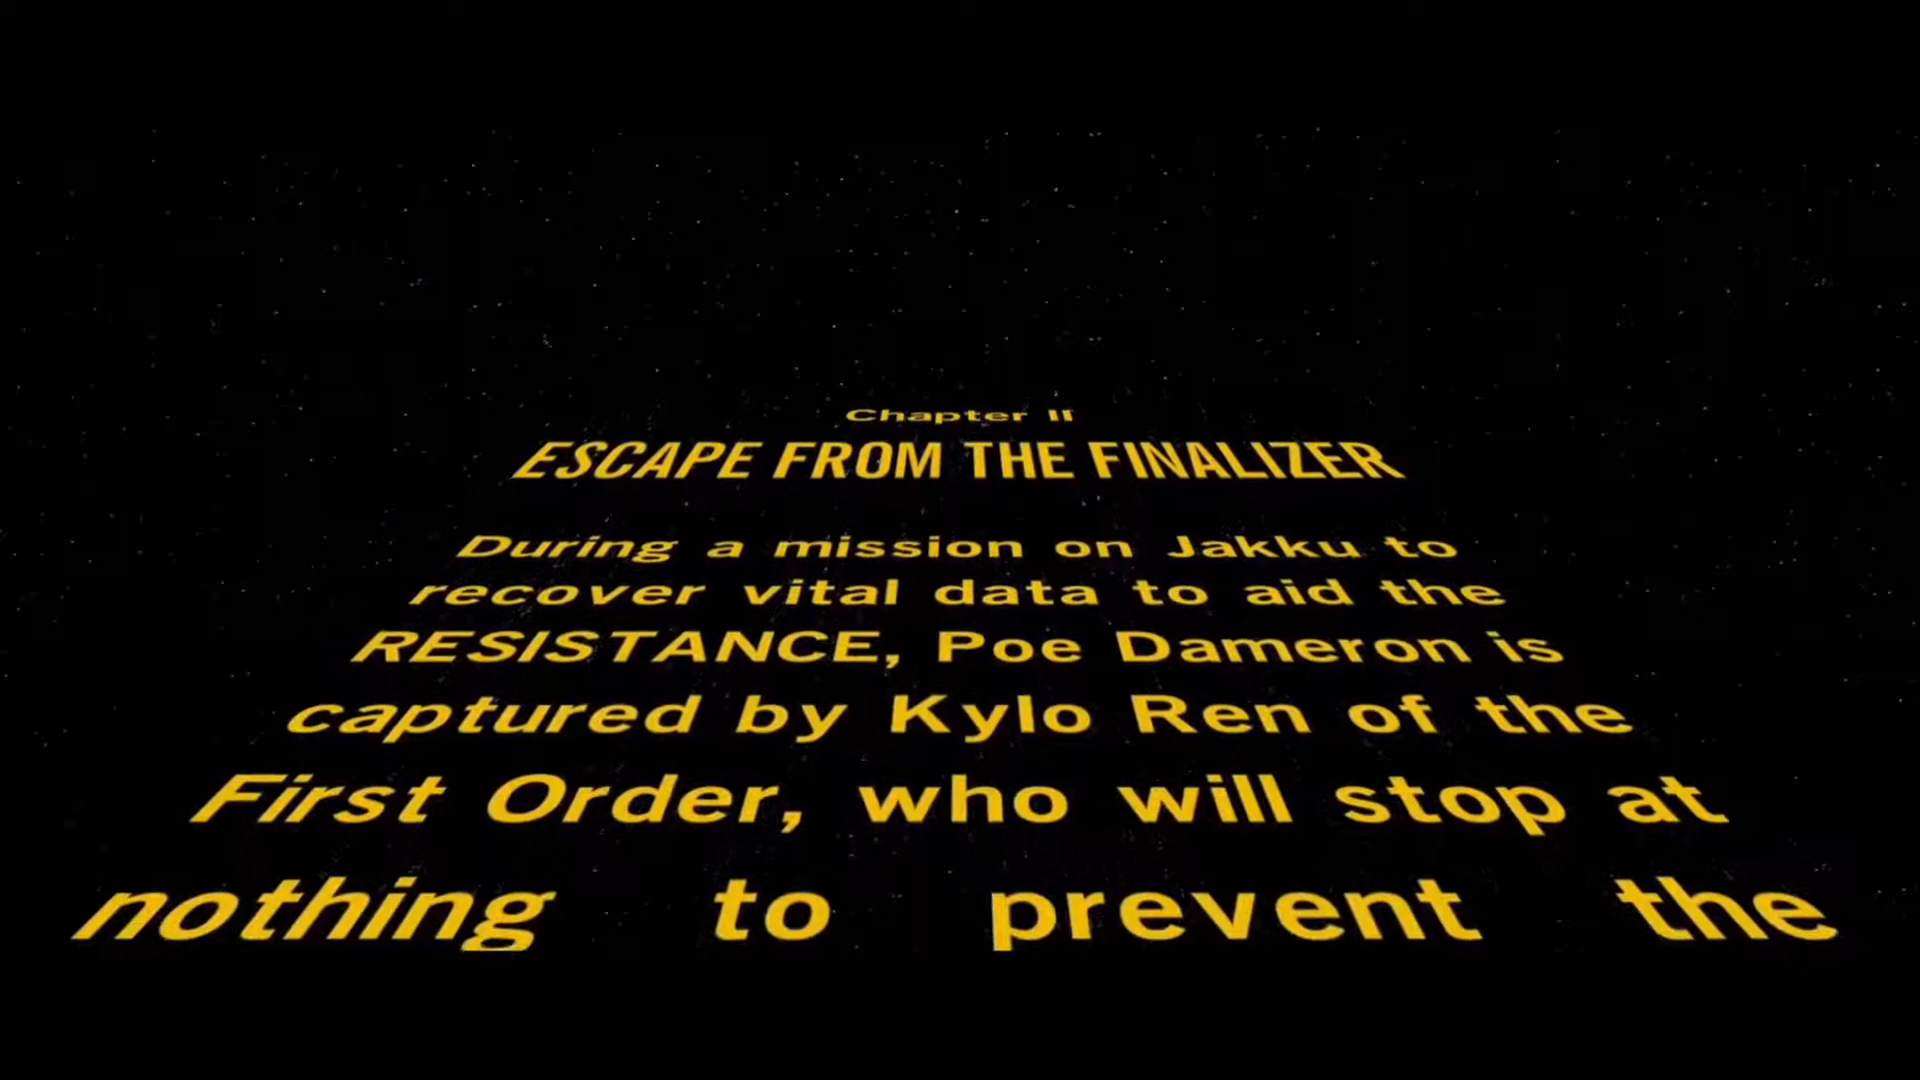 Chapter II
ESCAPE FROM THE FINALIZER
During a mission on Jakku to
recover vital data to aid the
RESISTANCE, Poe Dameron is
captured by Kylo Ren of the
First Order, who will stop at
nothing to prevent the